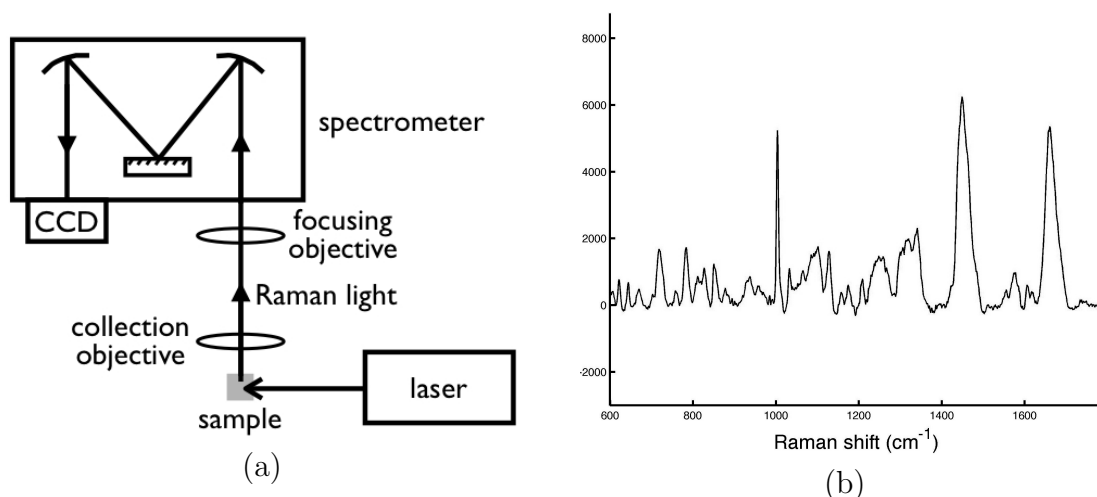 spectrometer
CCD
focusing
objective
Raman light
collection
objective
laser
sample
(a)
8000
6000
4000
2000
0
-2000
600
800
1000
1200
1400
1600
Raman shift (cm-1)
(b)